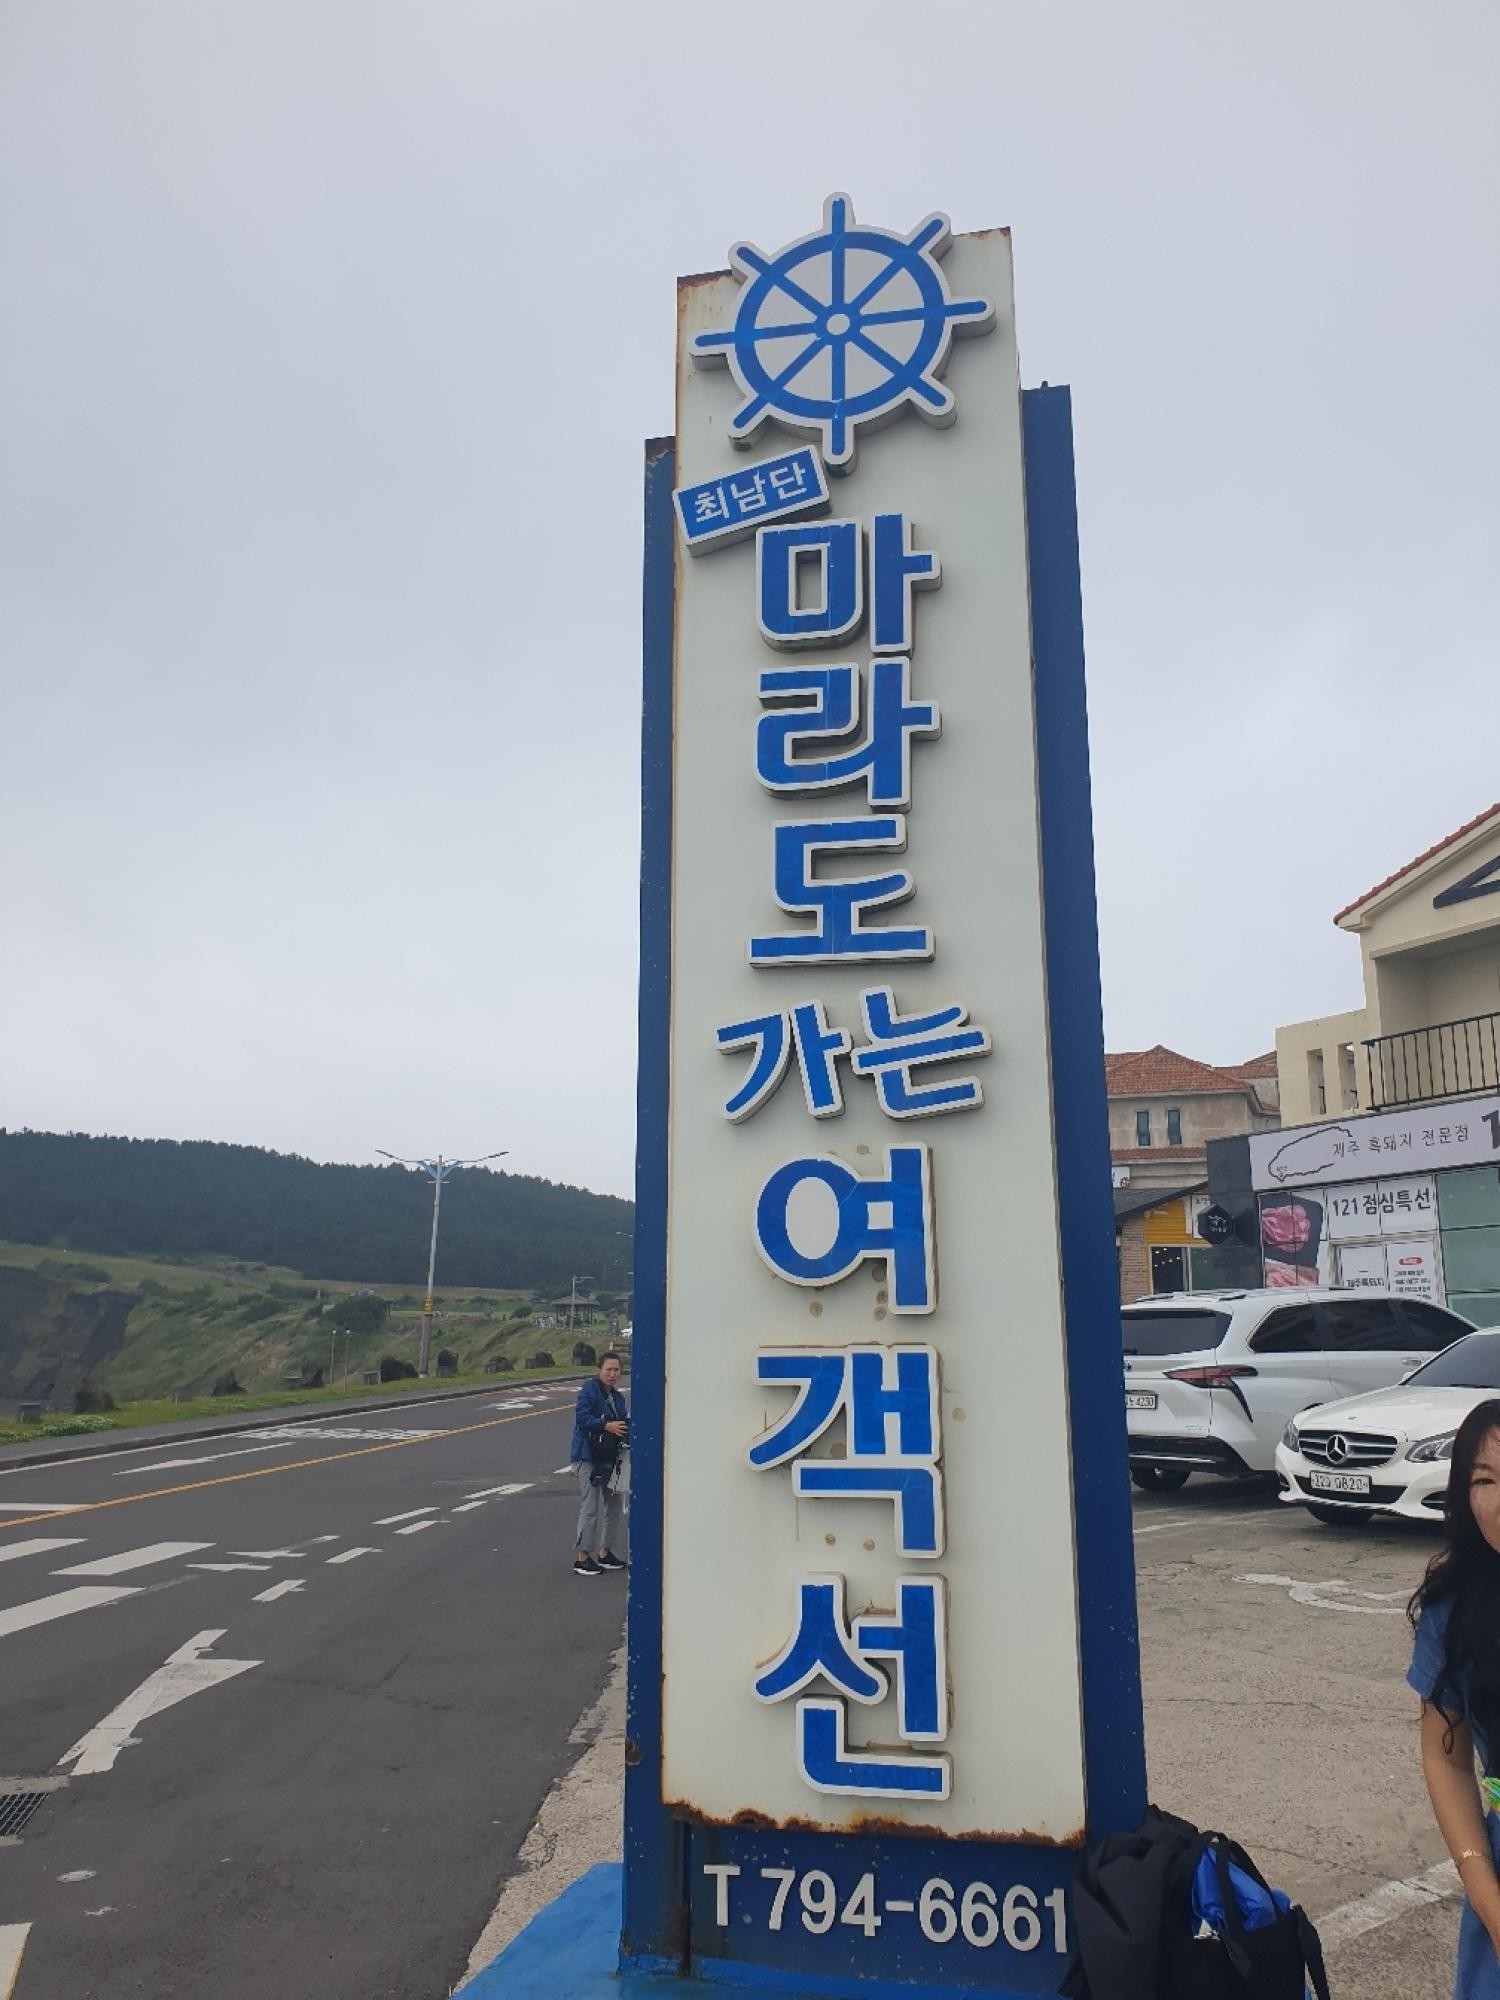 최남단
마
라
도
가는
여
객
선
T.794-6661
제주 흑돼지 전문점
121 점심특선